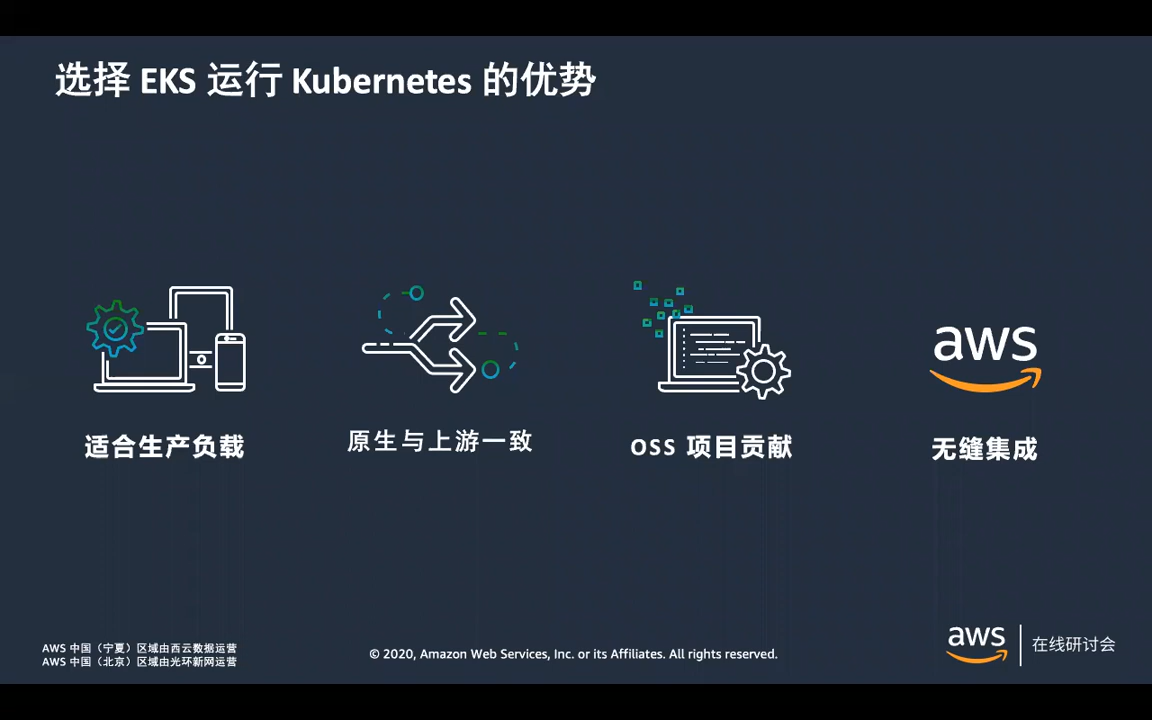 选择 EKS 运行 Kubernetes 的优势
aws
适合生产负载
原生与上游一致
OSS 项目贡献
无缝集成
AWS 中国（宁夏）区域由西云数据运营
AWS 中国（北京）区域由光环新网运营
© 2020, Amazon Web Services, Inc. or its Affiliates. All rights reserved.
aws
在线研讨会